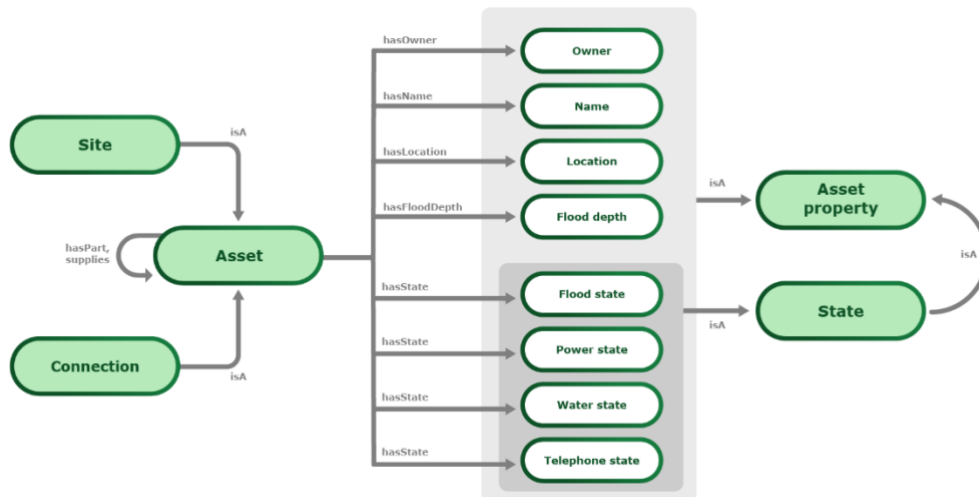 hasOwner
Owner
hasName
Name
Site
isA
hasLocation
Location
isA
Asset
property
hasFloodDepth
Flood depth
hasPart,
supplies
Asset
isA
hasState
Flood state
isA
State
hasState
Power state
Connection
isA
hasState
Water state
hasState
Telephone state